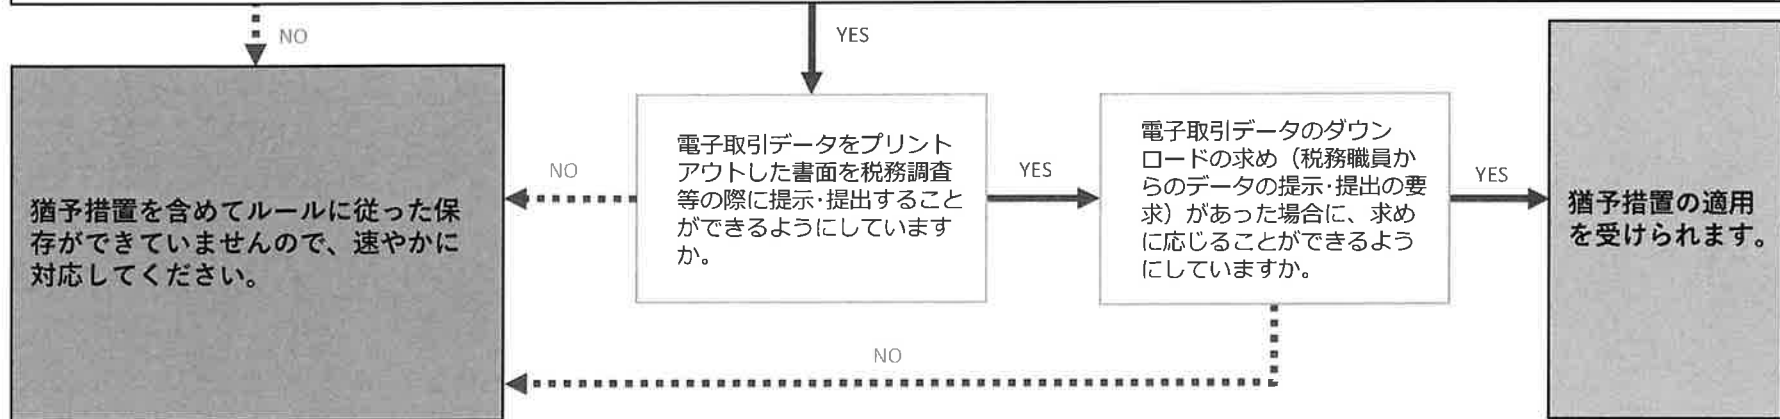 NO
YES
猶予措置を含めてルールに従った保
存ができていませんので、速やかに
対応してください。
NO
電子取引データをプリント
アウトした書面を税務調査
等の際に提示・提出すること
ができるようにしています
か。
YES
電子取引データのダウン
ロードの求め（税務職員か
らのデータの提示・提出の要
求）があった場合に、求め
に応じることができるよう
にしていますか。
YES
猶予措置の適用
を受けられます。
NO